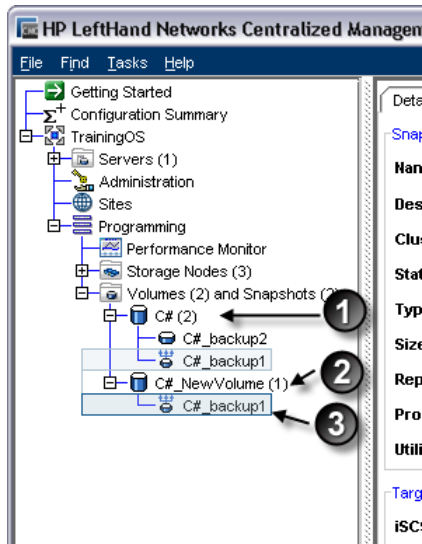 HP LeftHand Networks Centralized Managem
File Find Tasks Help
Getting Started
Configuration Summary
TrainingOS
Servers (1)
Administration
Sites
Programming
Performance Monitor
Storage Nodes (3)
Volumes (2) and Snapshots (2)
C# (2)
C#_backup2
C#_backup1
C#_NewVolume (1)
C#_backup1
1
2
3
Deta
Snap
Nan
Des
Clu
Stat
Typ
Size
Rep
Pro
Utili
Targ
iSC